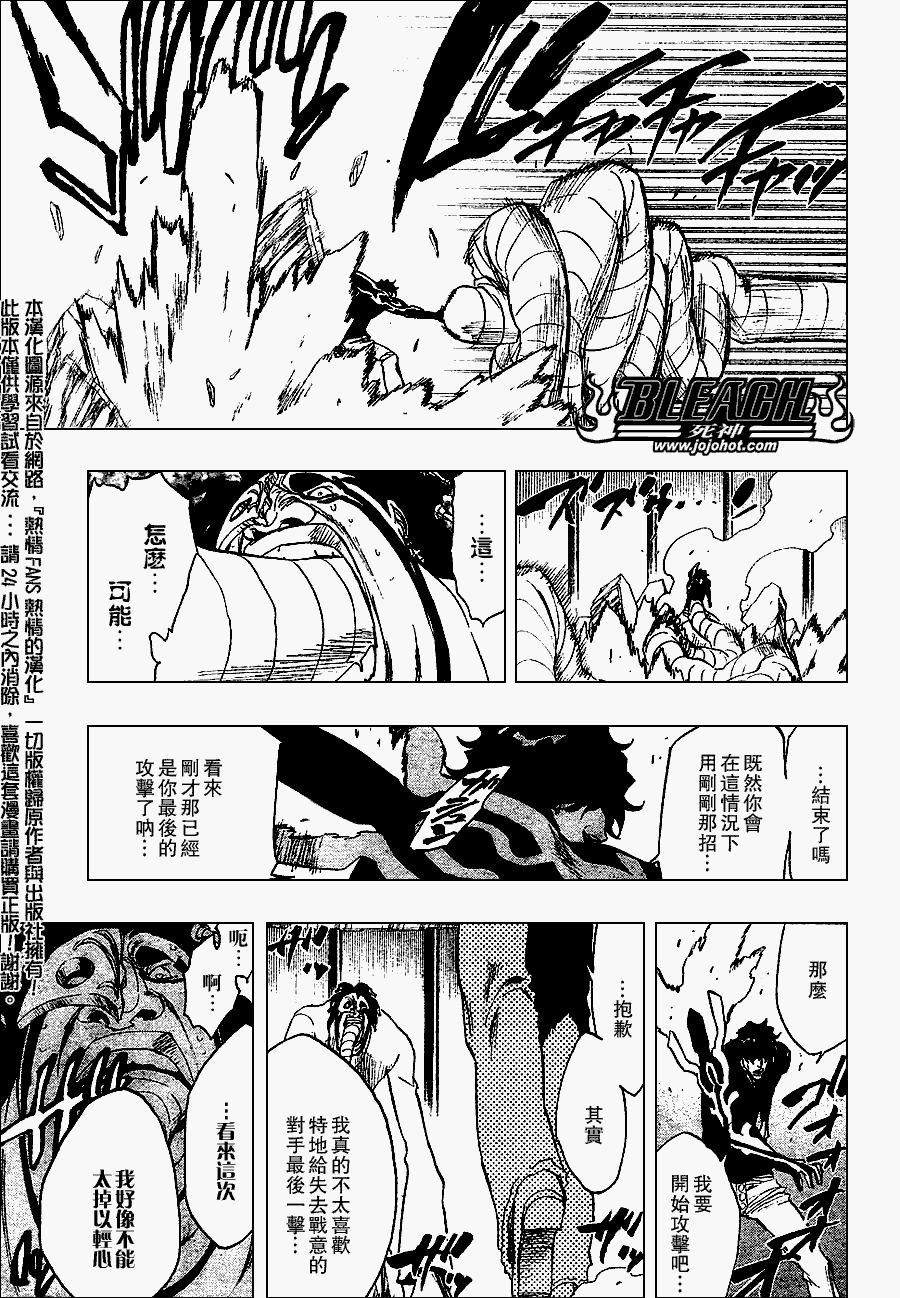 ドチャチャチャッ
BLEACH
死神
www.jojohot.com
本漢化圖源來自於網路，『熱情FANS 熱情的漢化』一切版權歸原作者與出版社擁有！
此版本僅供學習試看交流…請24小時之內消除，喜歡這套漫畫請購買正版！謝謝。
…這…
怎麼…
可能…
…結束了嗎
既然你會
在這情況下
用剛剛那招…
看來
剛才那已經
是你最後的
攻擊了吶…
那麼
我要
開始攻擊吧…
…抱歉
其實
我真的不太喜歡
特地給失去戰意的
對手最後一擊…
呃…
啊…
…看來這次
我好像不能
太掉以輕心